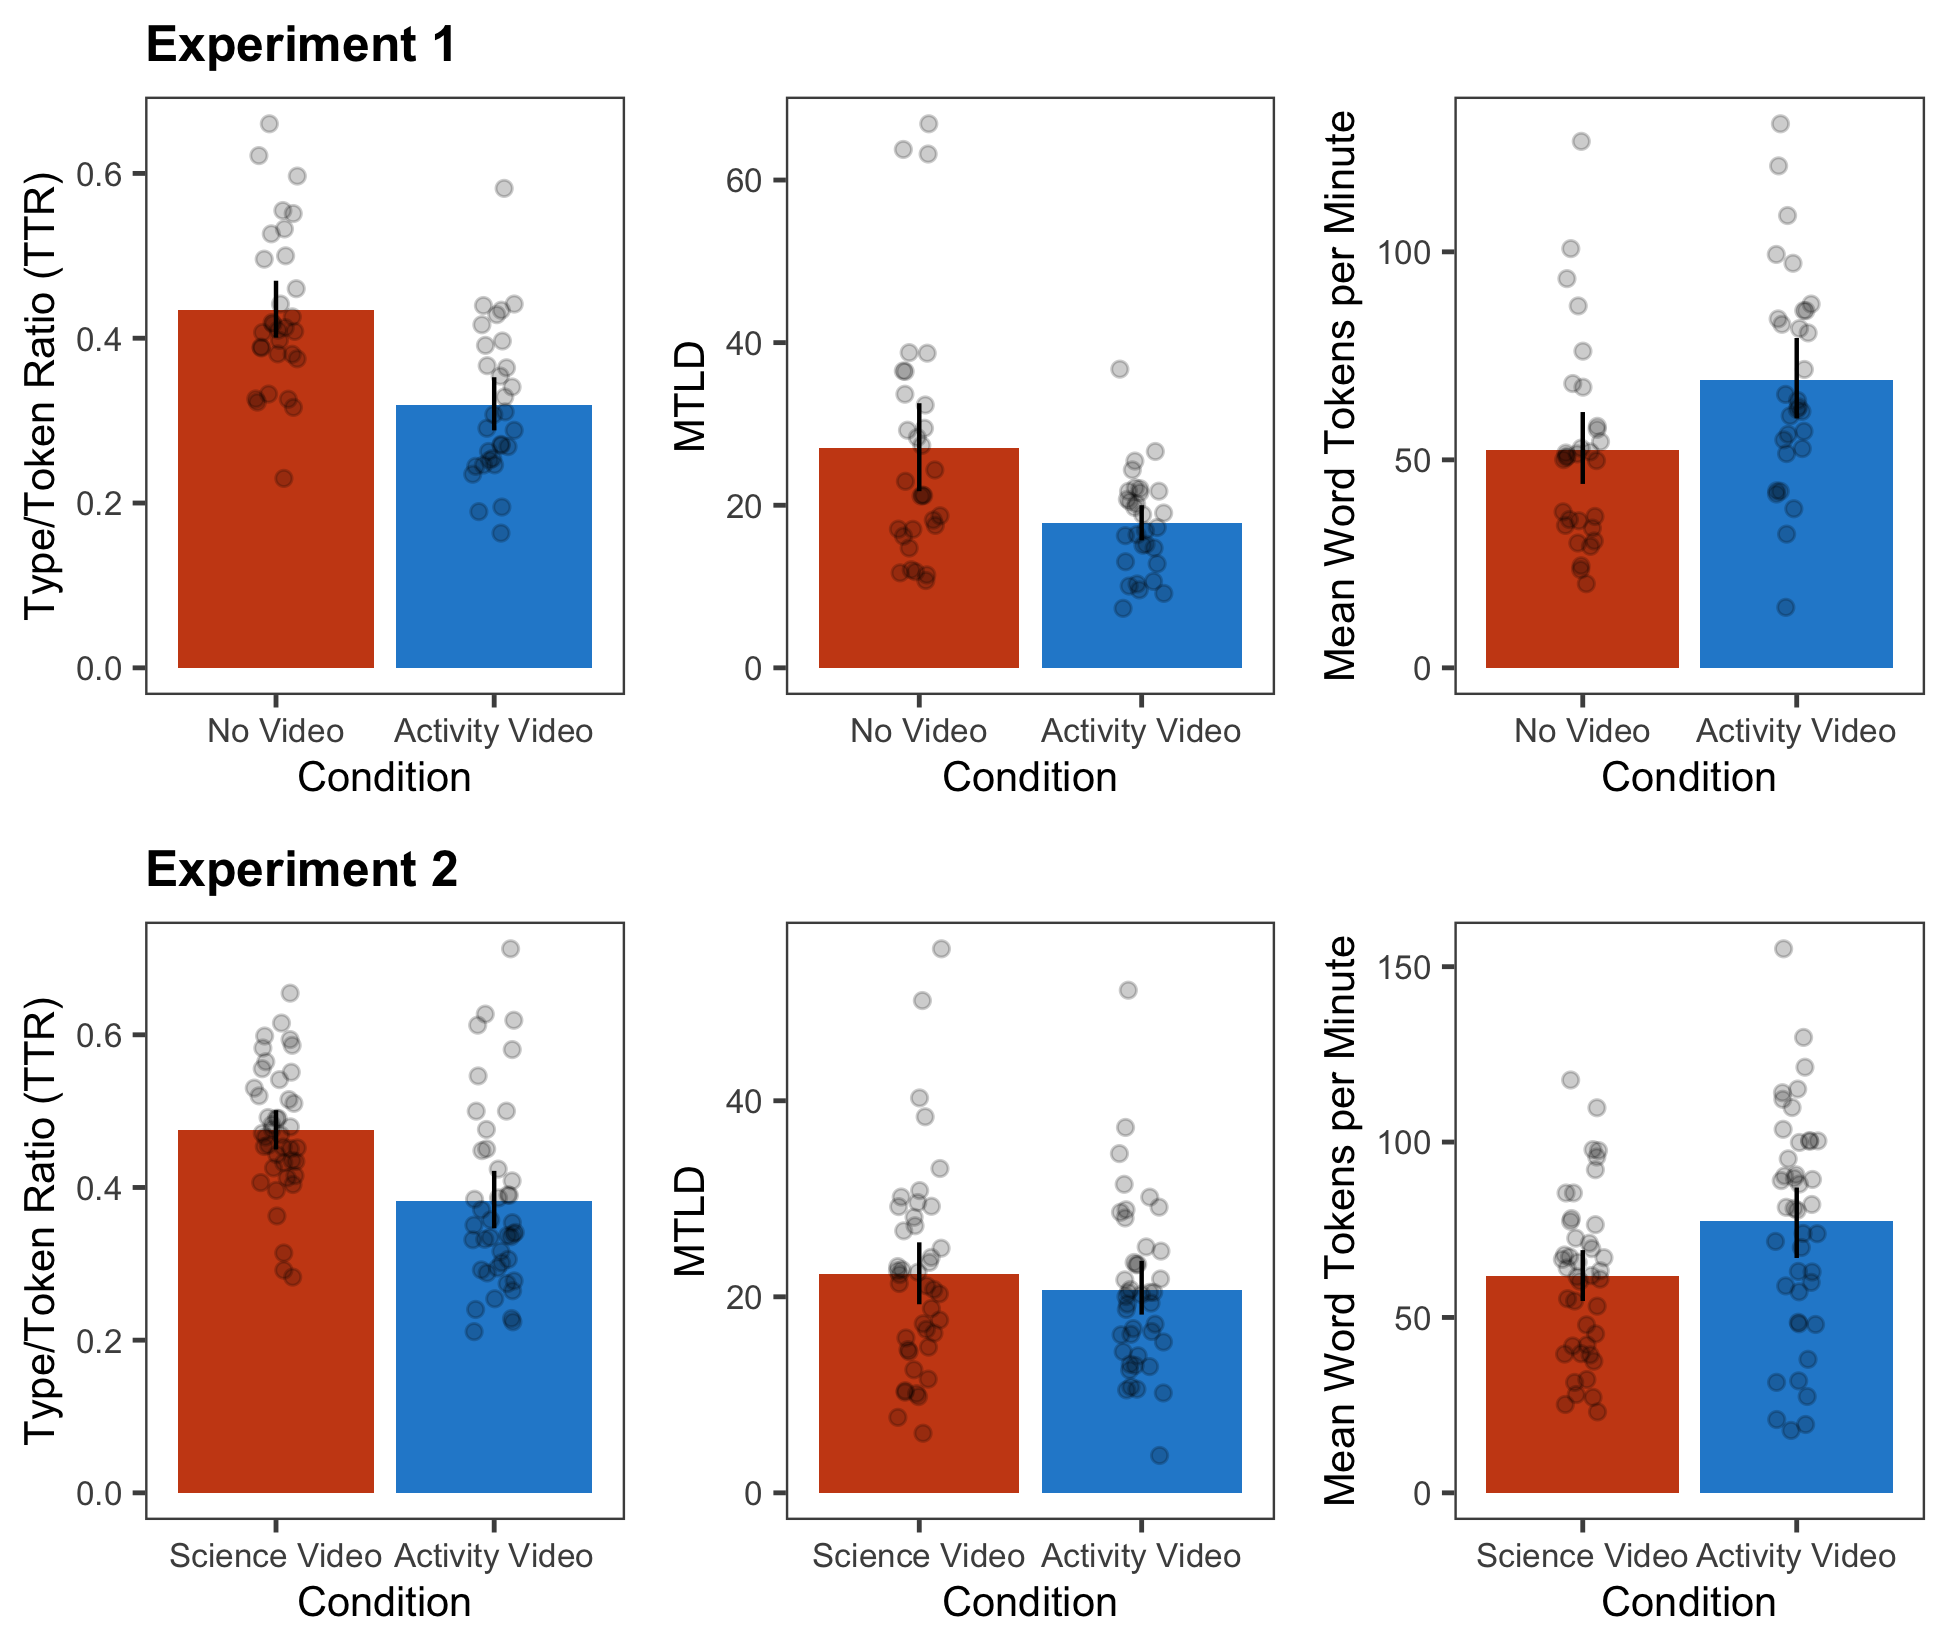 Experiment 1
Type/Token Ratio (TTR)
0.6
0.4
0.2
0.0
No Video Activity Video
Condition
MTLD
60
40
20
0
No Video Activity Video
Condition
Mean Word Tokens per Minute
100
50
0
No Video Activity Video
Condition
Experiment 2
Type/Token Ratio (TTR)
0.6
0.4
0.2
0.0
Science Video Activity Video
Condition
MTLD
40
20
0
Science Video Activity Video
Condition
Mean Word Tokens per Minute
150
100
50
0
Science Video Activity Video
Condition